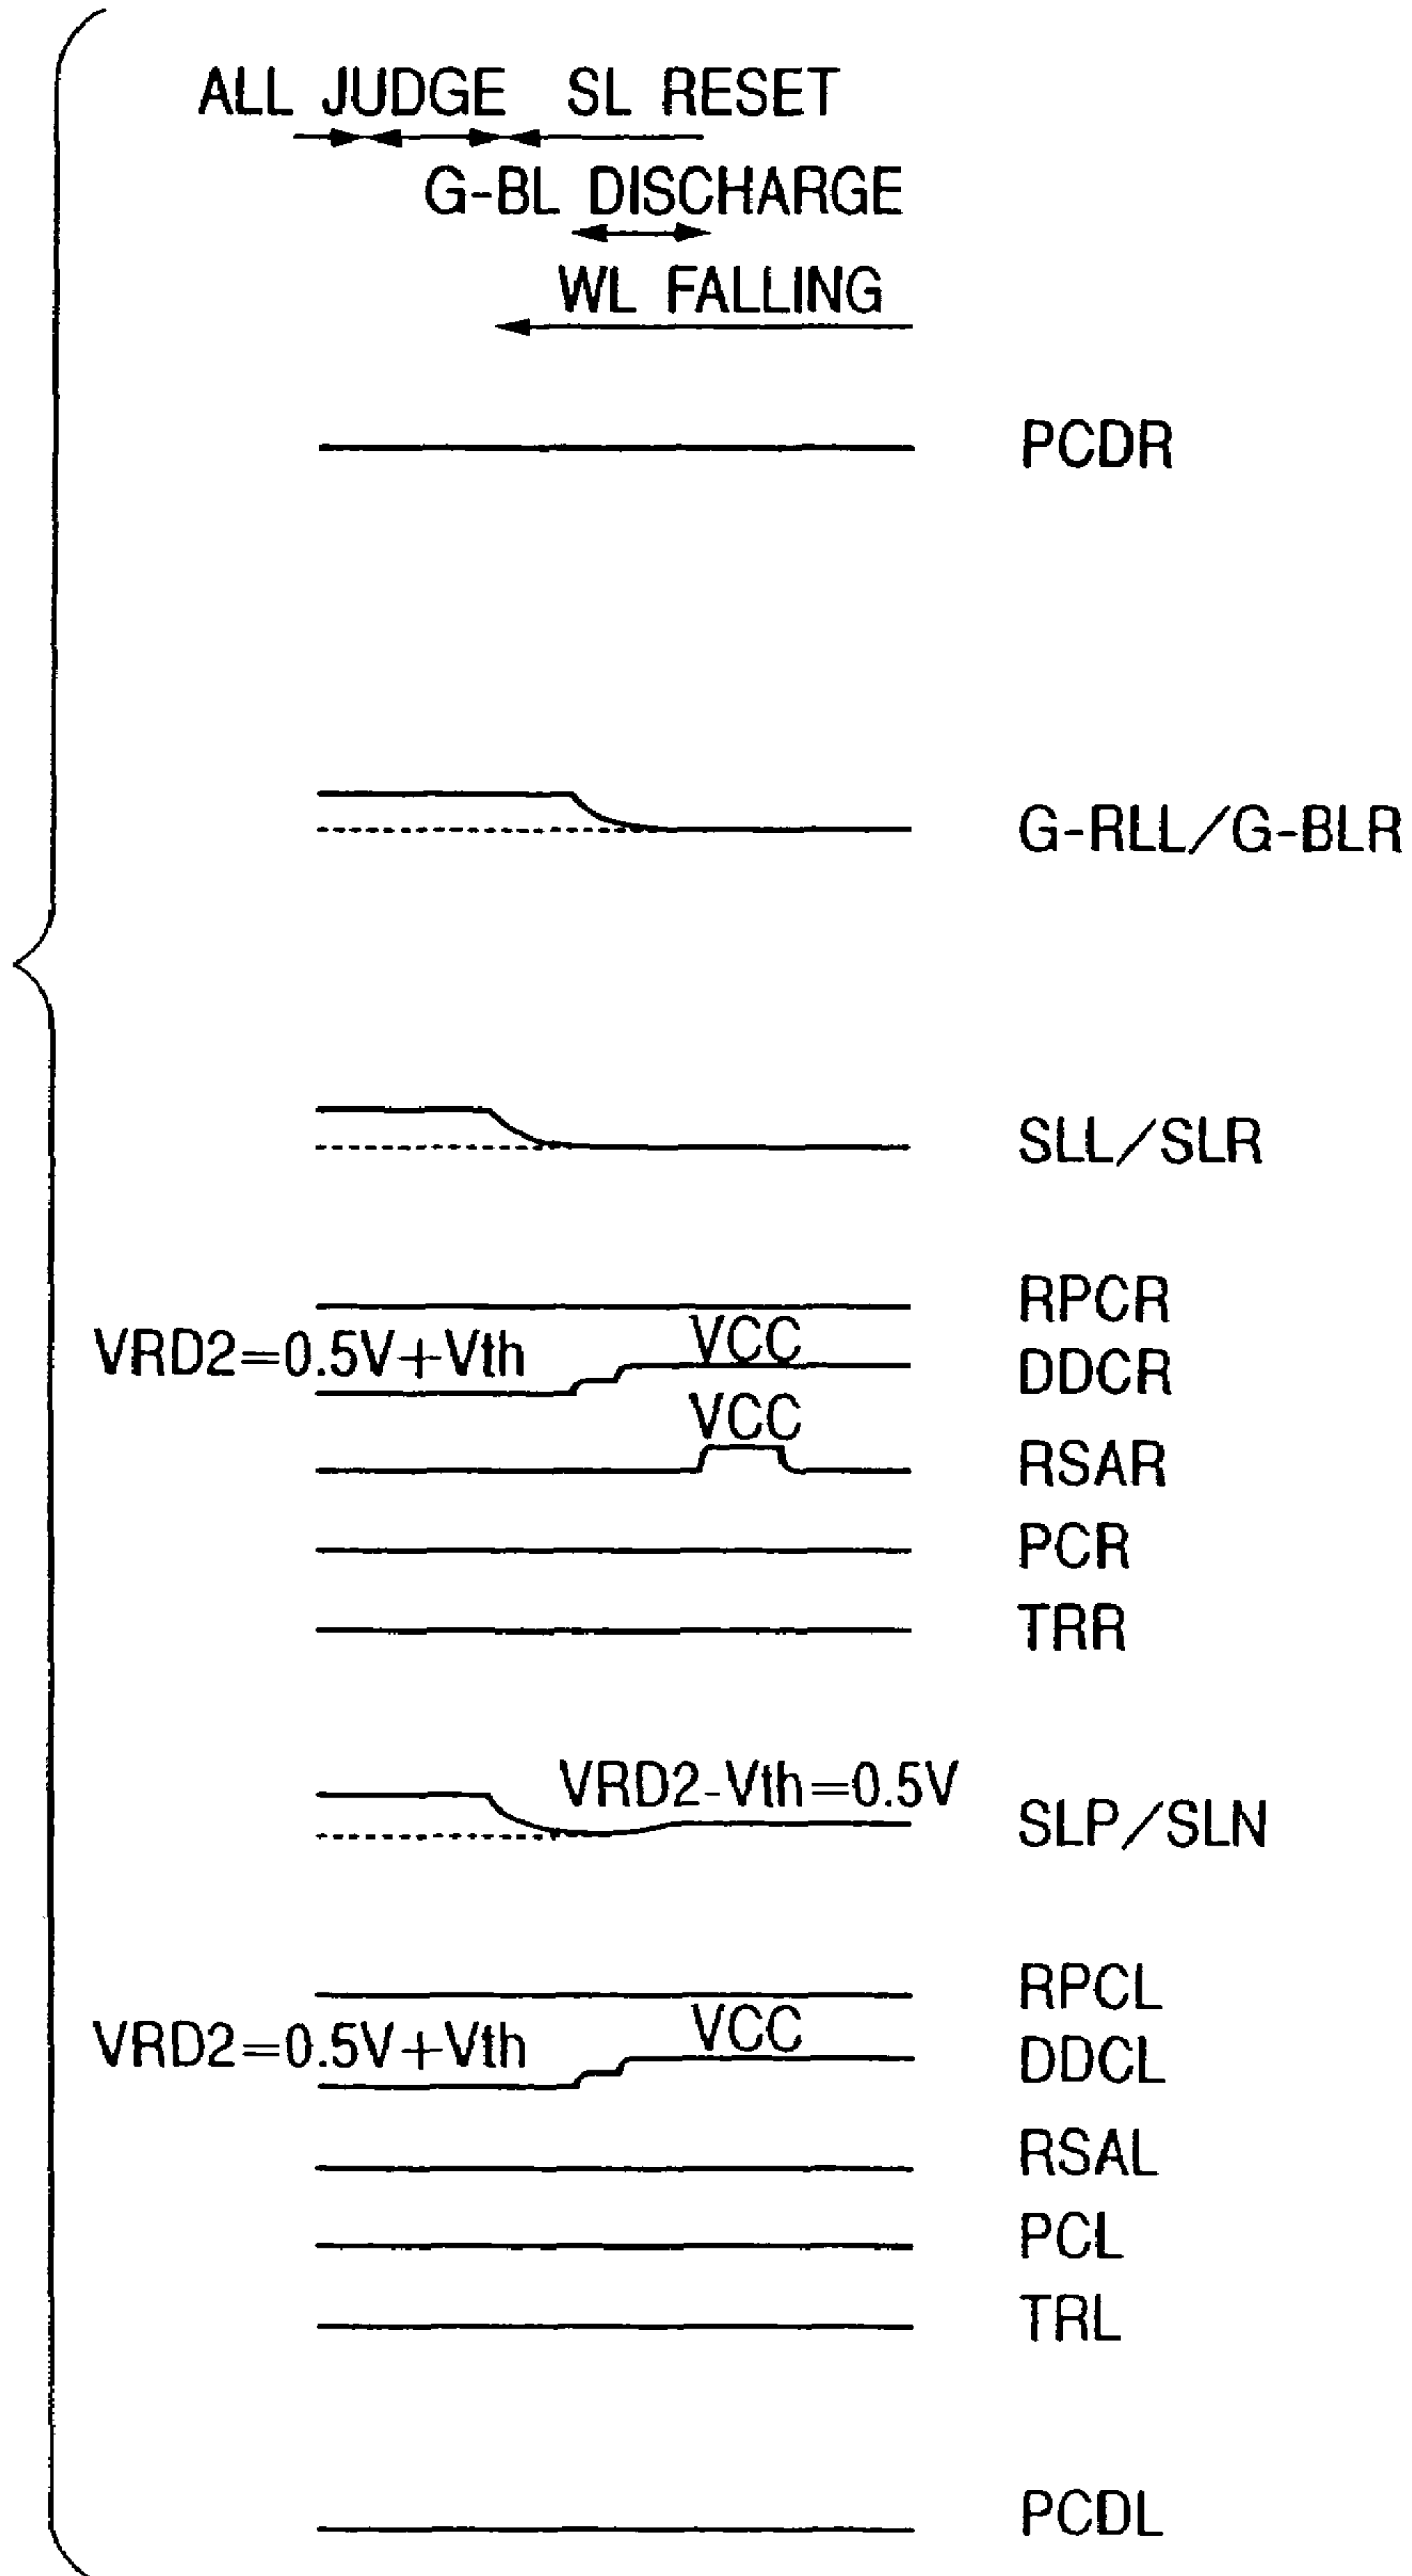 ALL JUDGE SL RESET
G-BL DISCHARGE
WL FALLING
PCDR
G-RLL/G-BLR
SLL/SLR
RPCR
VRD2=0.5V+Vth VCC DDCR
VCC RSAR
PCR
TRR
VRD2-Vth=0.5V SLP/SLN
RPCL
VRD2=0.5V+Vth VCC DDCL
RSAL
PCL
TRL
PCDL